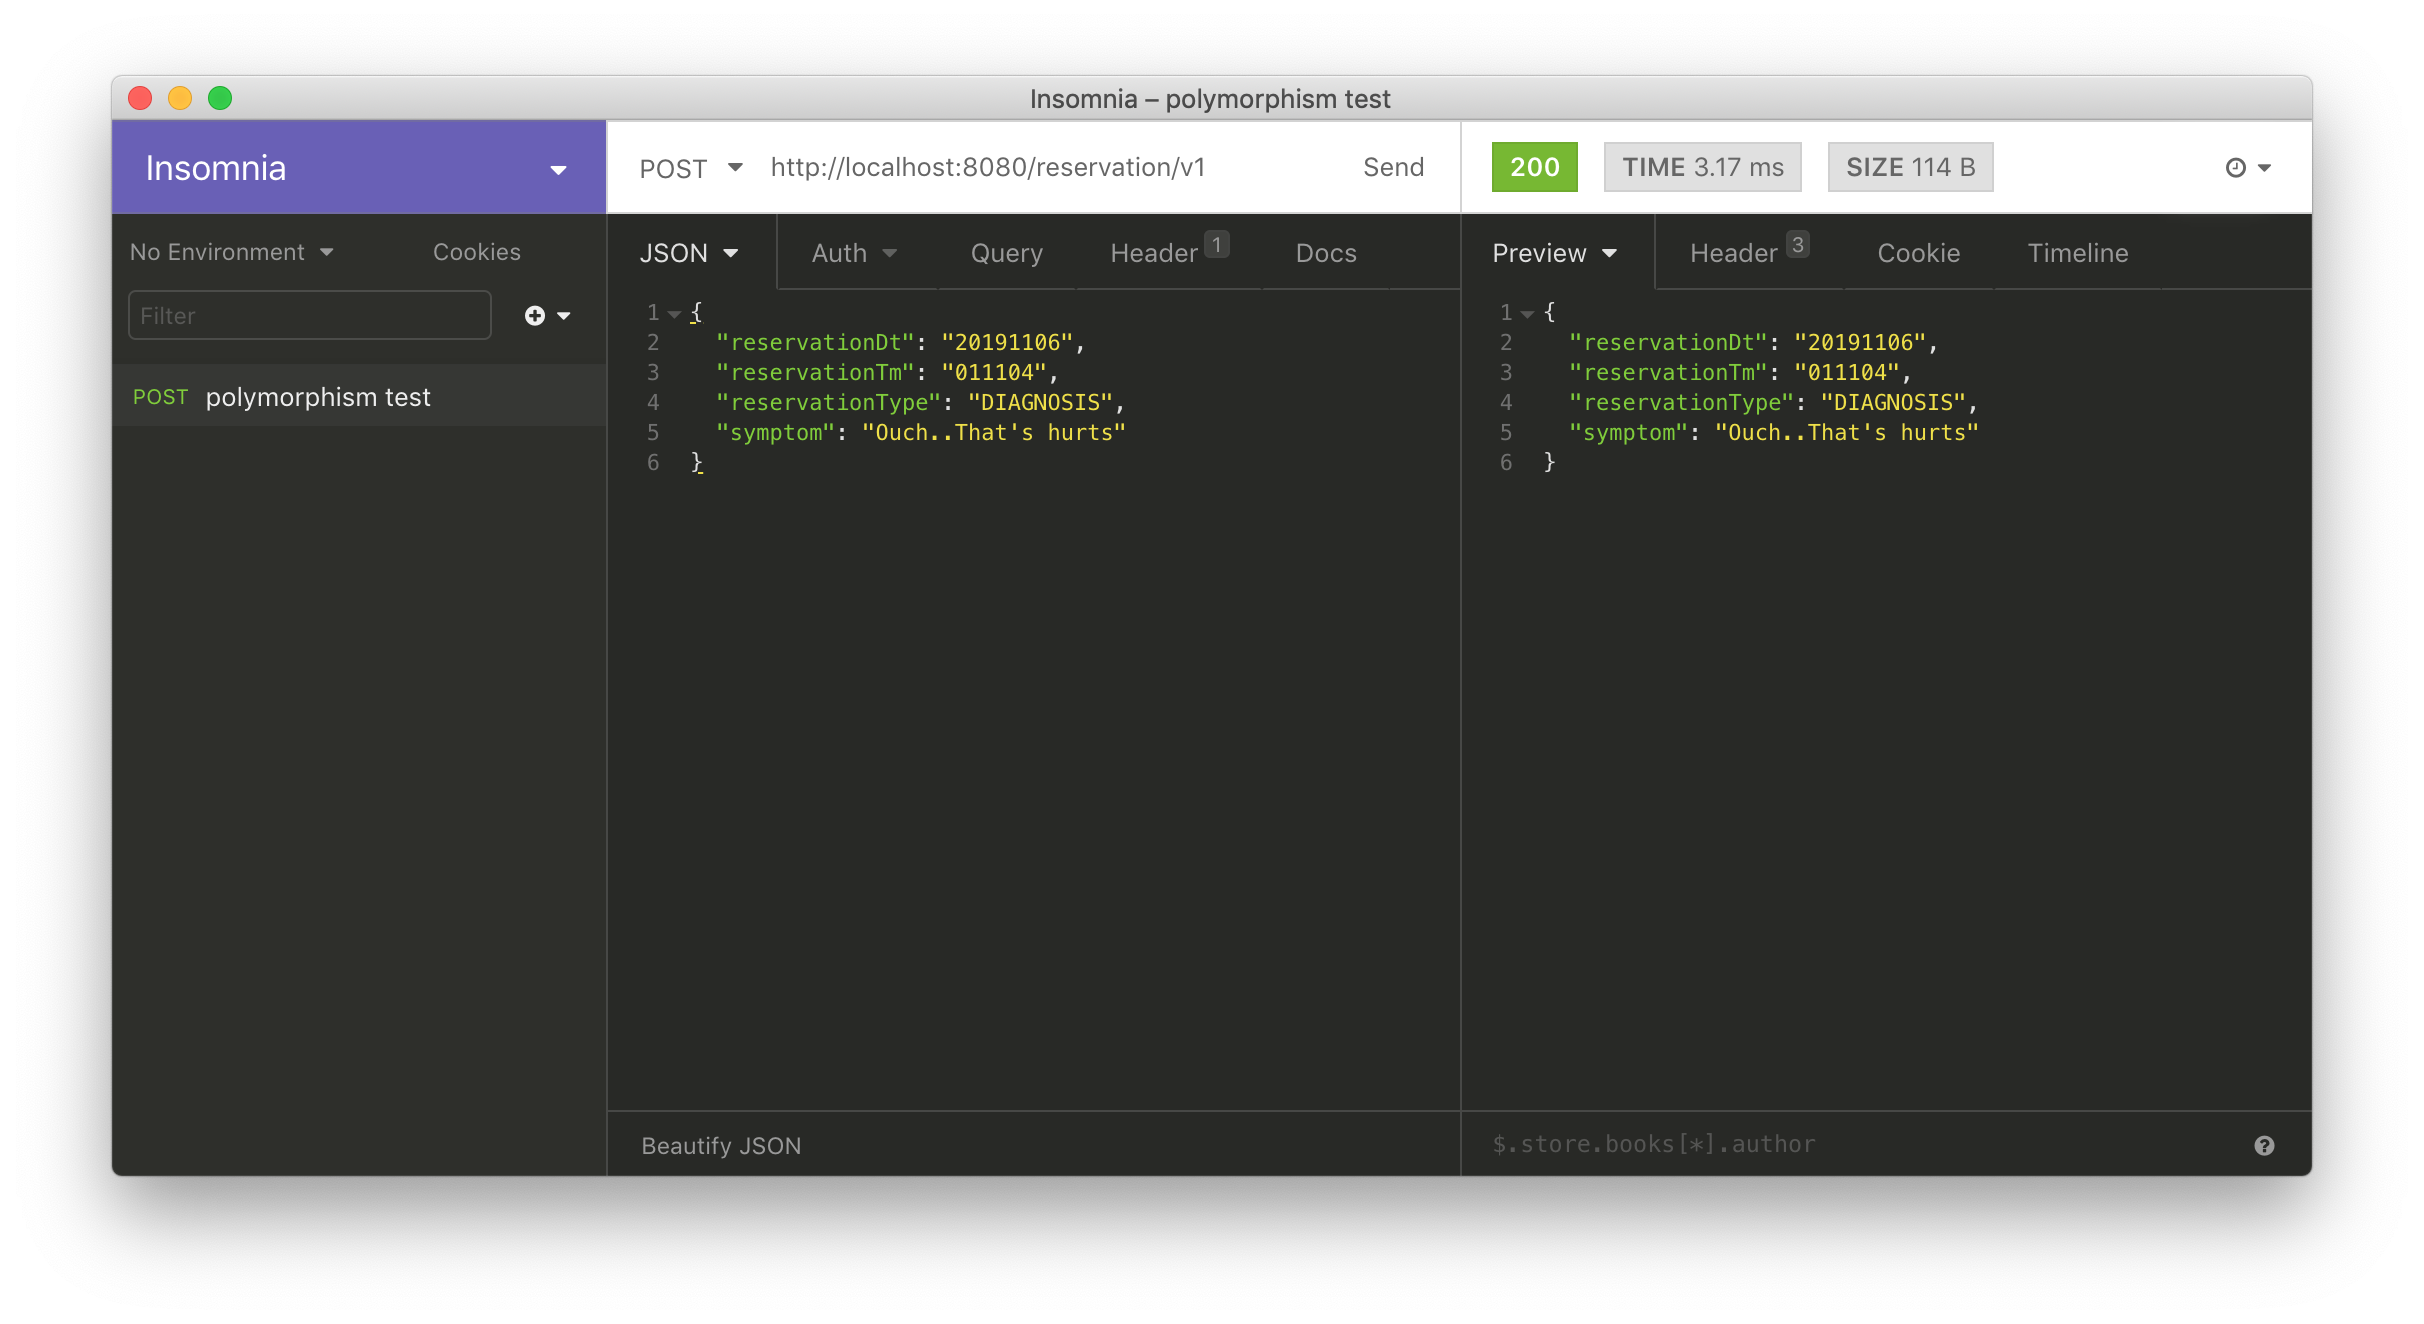 Insomnia – polymorphism test
Insomnia
POST http://localhost:8080/reservation/v1 Send
200 TIME 3.17 ms SIZE 114 B
No Environment Cookies
Filter
POST polymorphism test
JSON Auth Query Header 1 Docs
1 {
2 "reservationDt": "20191106",
3 "reservationTm": "011104",
4 "reservationType": "DIAGNOSIS",
5 "symptom": "Ouch..That's hurts"
6 }
Beautify JSON
Preview Header 3 Cookie Timeline
1 {
2 "reservationDt": "20191106",
3 "reservationTm": "011104",
4 "reservationType": "DIAGNOSIS",
5 "symptom": "Ouch..That's hurts"
6 }
$.store.books[*].author